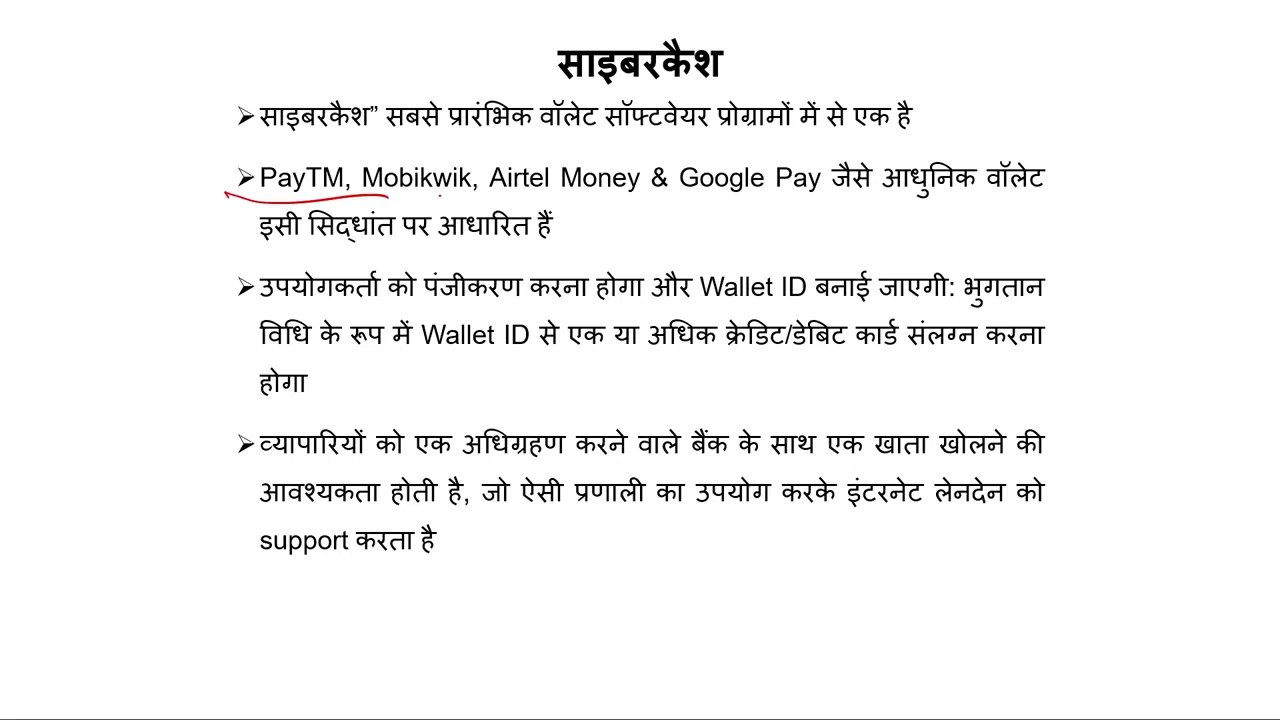 साइबरकैश
➢साइबरकैश” सबसे प्रारंभिक वॉलेट सॉफ्टवेयर प्रोग्रामों में से एक है
➢PayTM, Mobikwik, Airtel Money & Google Pay जैसे आधुनिक वॉलेट
इसी सिद्धांत पर आधारित हैं
➢उपयोगकर्ता को पंजीकरण करना होगा और Wallet ID बनाई जाएगी: भुगतान
विधि के रूप में Wallet ID से एक या अधिक क्रेडिट/डेबिट कार्ड संलग्न करना
होगा
➢व्यापारियों को एक अधिग्रहण करने वाले बैंक के साथ एक खाता खोलने की
आवश्यकता होती है, जो ऐसी प्रणाली का उपयोग करके इंटरनेट लेनदेन को
support करता है